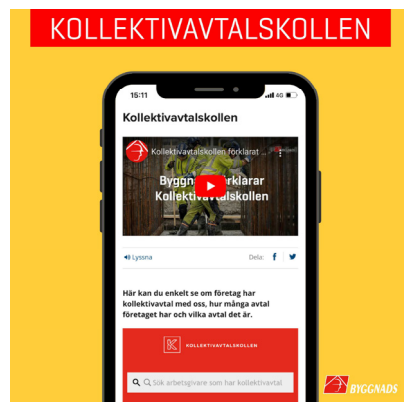 KOLLEKTIVAVTALSKOLLEN
15:11
4G
Kollektivavtalskollen
Kollektivavtalskollen förklarat ...
Byggnads förklarar
Kollektivavtalskollen
Lyssna
Dela:
Här kan du enkelt se om företag har
kollektivavtal med oss, hur många avtal
företaget har och vilka avtal det är.
KOLLEKTIVAVTALSKOLLEN
Sök arbetsgivare som har kollektivavtal
BYGGNADS